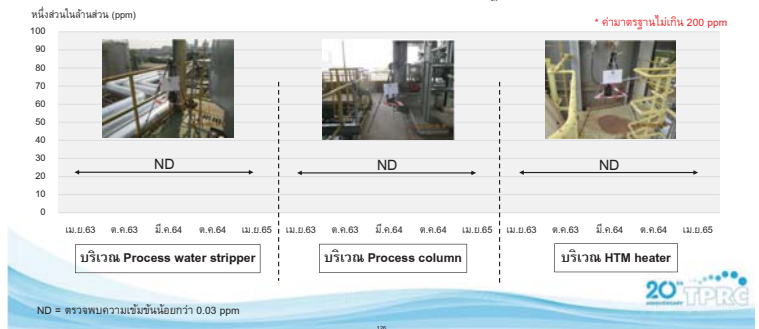 หนึ่งส่วนในล้านส่วน (ppm)
* ค่ามาตรฐานไม่เกิน 200 ppm
100
90
80
70
60
50
40
30
20
10
0
ND
ND
ND
เม.ย.63 ต.ค.63 มี.ค.64 ต.ค.64 เม.ย.65 เม.ย.63 ต.ค.63 มี.ค.64 ต.ค.64 เม.ย.65 เม.ย.63 ต.ค.63 มี.ค.64 ต.ค.64 เม.ย.65
บริเวณ Process water stripper
บริเวณ Process column
บริเวณ HTM heater
20th TPRC
ANNIVERSARY
ND = ตรวจพบความเข้มข้นน้อยกว่า 0.03 ppm